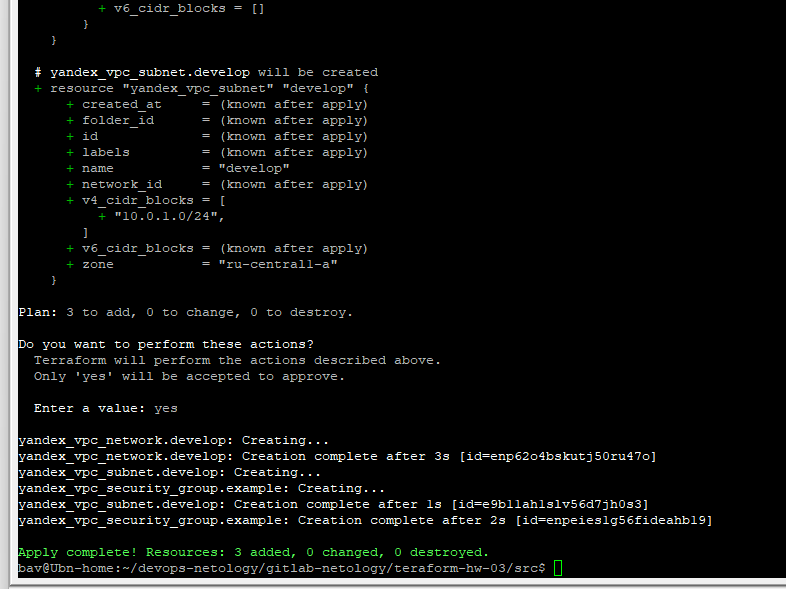 + v6_cidr_blocks = []
}
}
# yandex_vpc_subnet.develop will be created
+ resource "yandex_vpc_subnet" "develop" {
+ created_at     = (known after apply)
+ folder_id      = (known after apply)
+ id             = (known after apply)
+ labels         = (known after apply)
+ name           = "develop"
+ network_id     = (known after apply)
+ v4_cidr_blocks = [
+ "10.0.1.0/24",
]
+ v6_cidr_blocks = (known after apply)
+ zone           = "ru-central1-a"
}
Plan: 3 to add, 0 to change, 0 to destroy.
Do you want to perform these actions?
Terraform will perform the actions described above.
Only 'yes' will be accepted to approve.
Enter a value: yes
yandex_vpc_network.develop: Creating...
yandex_vpc_network.develop: Creation complete after 3s [id=enp62o4bskutj50ru47o]
yandex_vpc_subnet.develop: Creating...
yandex_vpc_security_group.example: Creating...
yandex_vpc_subnet.develop: Creation complete after 1s [id=e9b1lah1slv56d7jh0s3]
yandex_vpc_security_group.example: Creation complete after 2s [id=enpeieslg56fideahbl9]
Apply complete! Resources: 3 added, 0 changed, 0 destroyed.
bav@Ubn-home:~/devops-netology/gitlab-netology/teraform-hw-03/src$